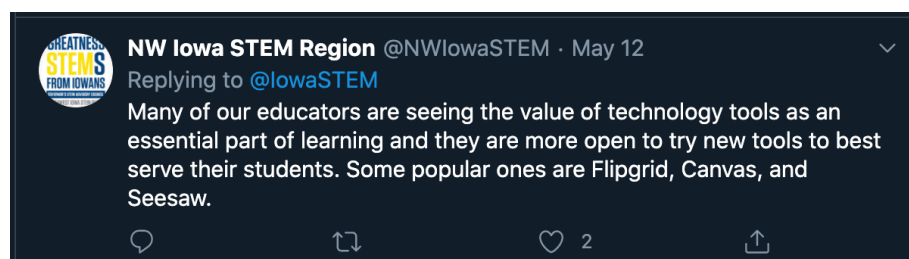 GREATNESS
STEMS
FROM IOWANS
NW Iowa STEM Region @NWIowaSTEM · May 12
Replying to @IowaSTEM
Many of our educators are seeing the value of technology tools as an
essential part of learning and they are more open to try new tools to best
serve their students. Some popular ones are Flipgrid, Canvas, and
Seesaw.
2